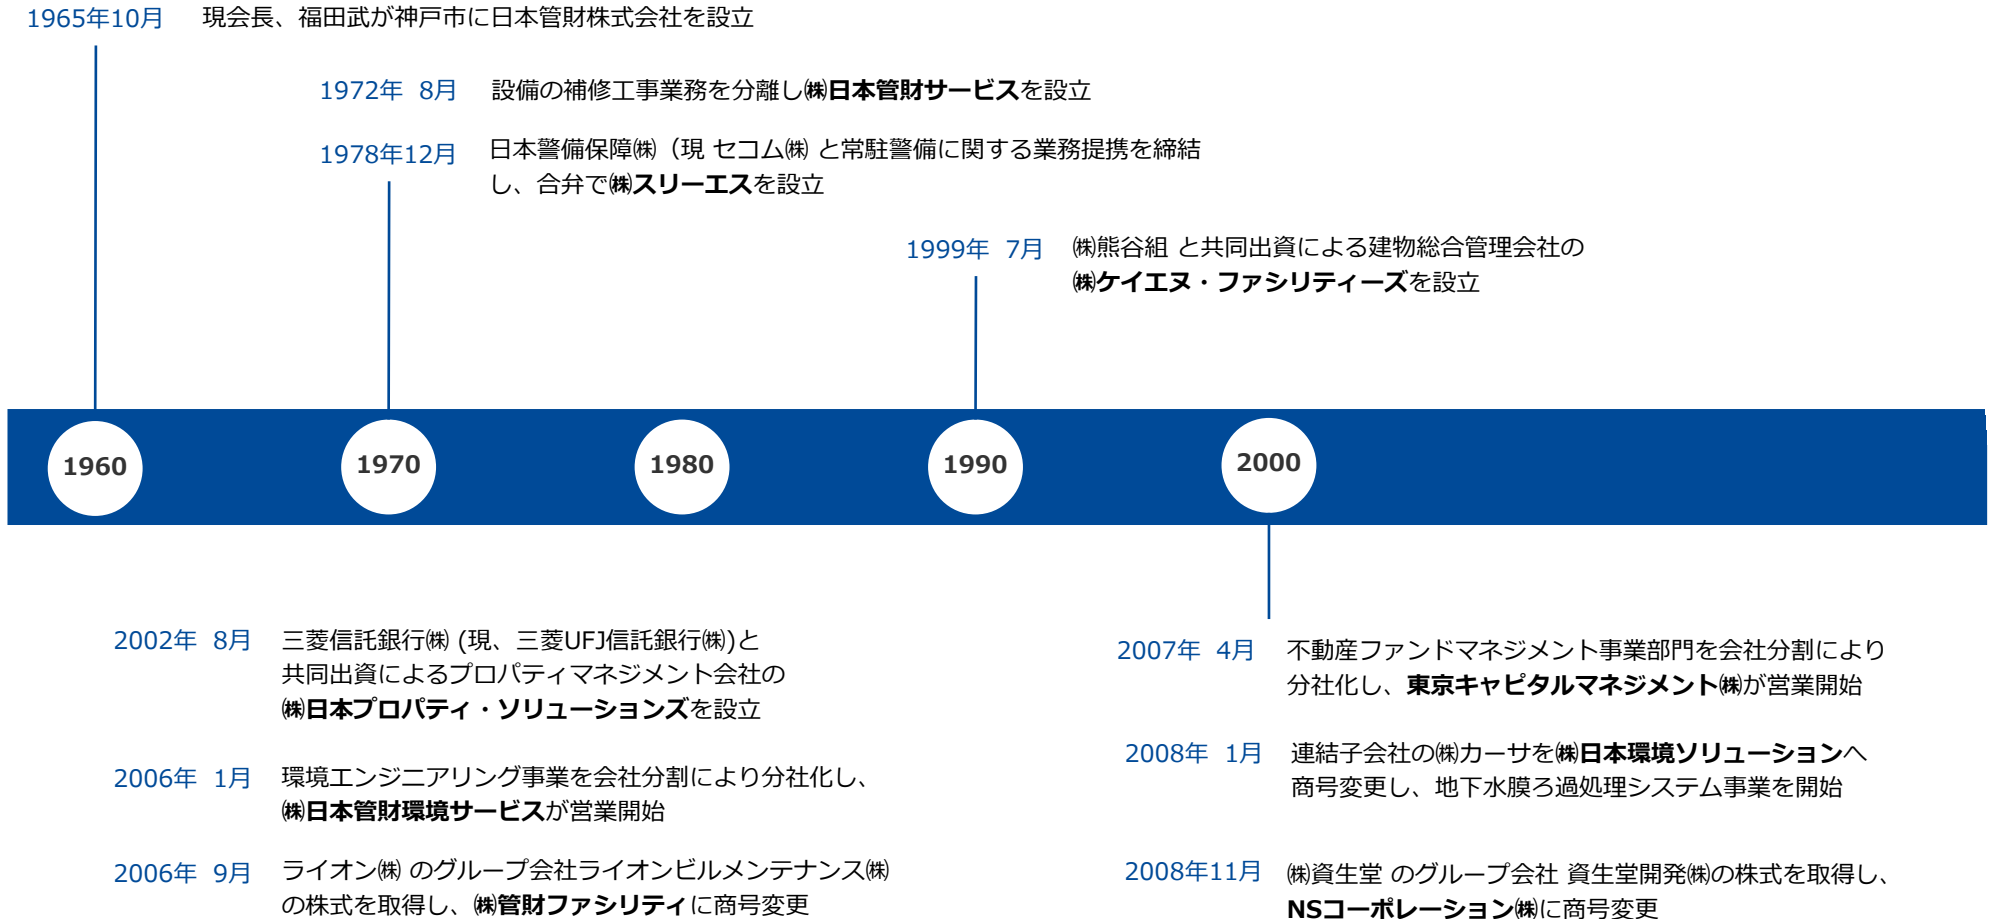 1965年10月 現会長、福田武が神戸市に日本管財株式会社を設立
1972年 8月 設備の補修工事業務を分離し㈱日本管財サービスを設立
1978年12月 日本警備保障㈱（現 セコム㈱ と常駐警備に関する業務提携を締結
し、合弁で㈱スリーエスを設立
1999年 7月 ㈱熊谷組 と共同出資による建物総合管理会社の
㈱ケイエヌ・ファシリティーズを設立
1960 1970 1980 1990 2000
2002年 8月 三菱信託銀行㈱ (現、三菱UFJ信託銀行㈱)と
共同出資によるプロパティマネジメント会社の
㈱日本プロパティ・ソリューションズを設立
2006年 1月 環境エンジニアリング事業を会社分割により分社化し、
㈱日本管財環境サービスが営業開始
2006年 9月 ライオン㈱ のグループ会社ライオンビルメンテナンス㈱
の株式を取得し、㈱管財ファシリティに商号変更
2007年 4月 不動産ファンドマネジメント事業部門を会社分割により
分社化し、東京キャピタルマネジメント㈱が営業開始
2008年 1月 連結子会社の㈱カーサを㈱日本環境ソリューションへ
商号変更し、地下水膜ろ過処理システム事業を開始
2008年11月 ㈱資生堂 のグループ会社 資生堂開発㈱の株式を取得し、
NSコーポレーション㈱に商号変更